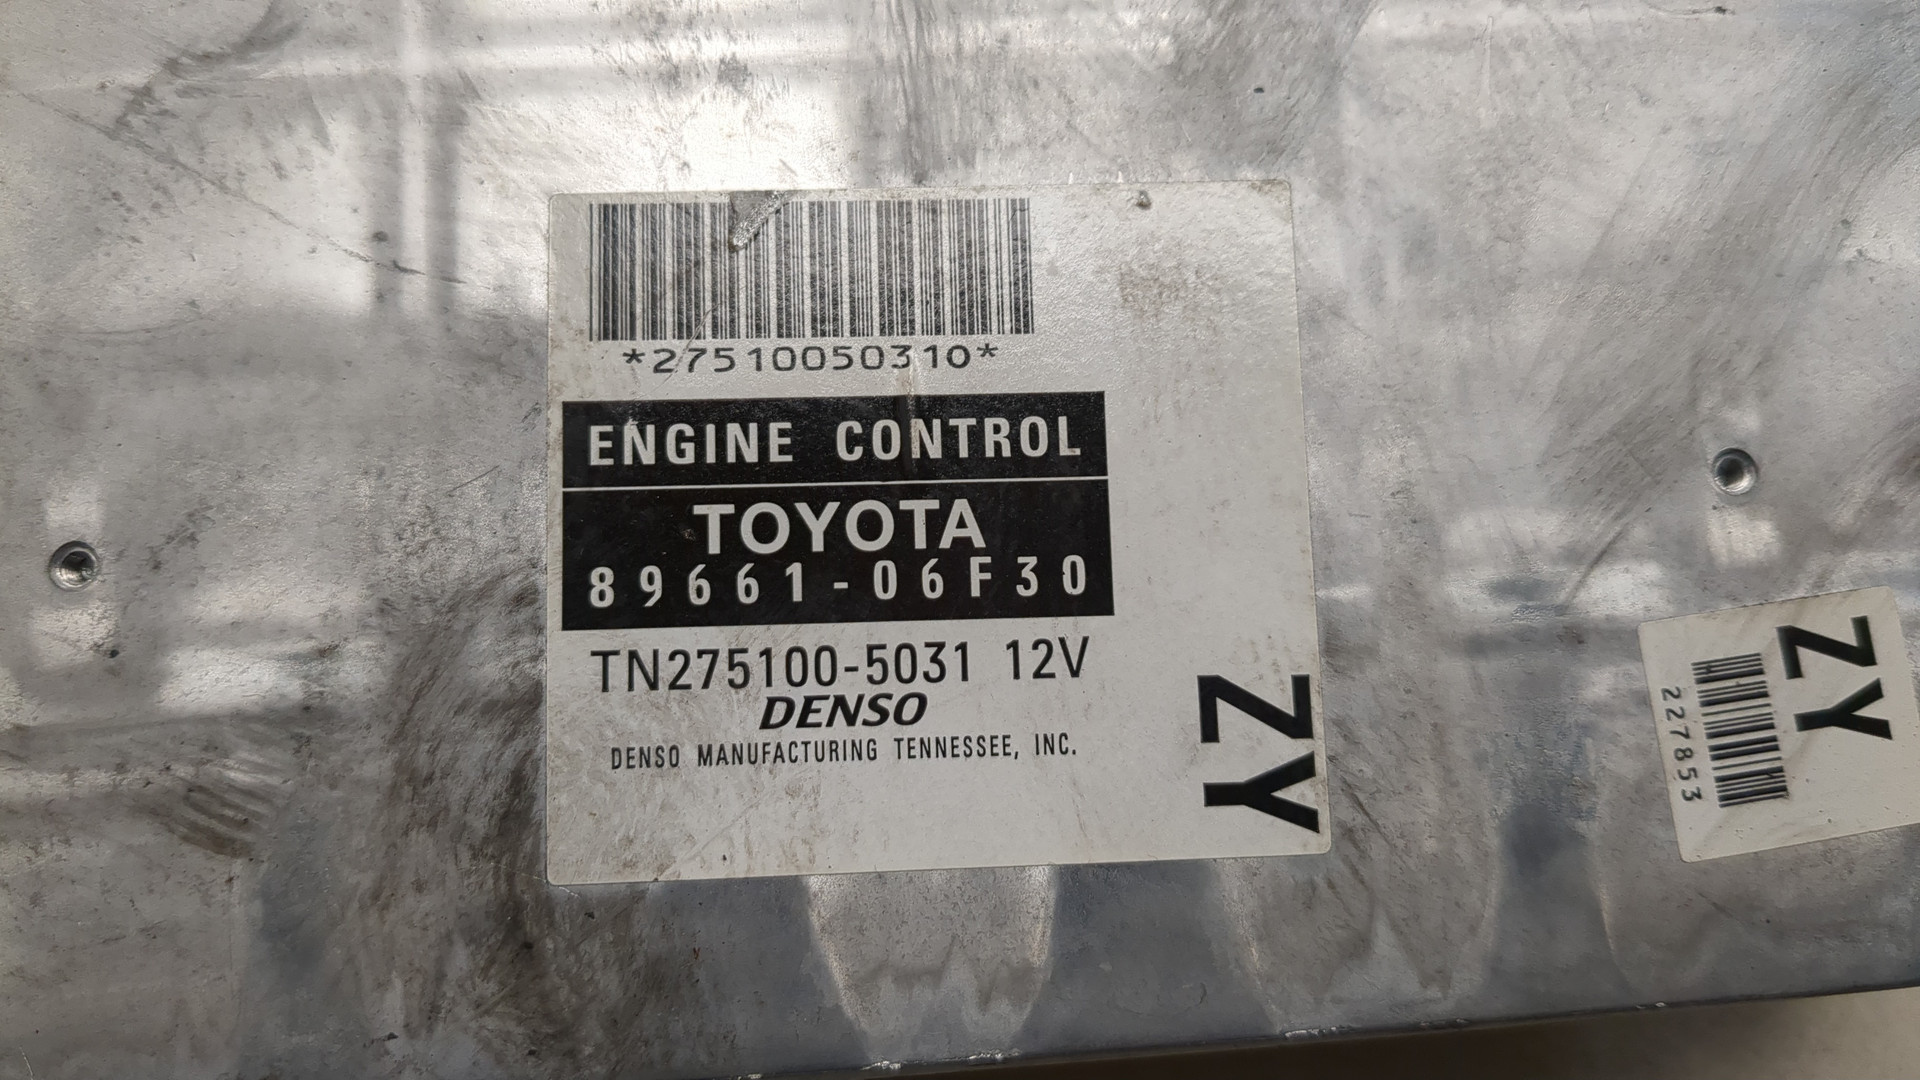 *27510050310*
ENGINE CONTROL
TOYOTA
89661-06F30
TN275100-5031 12V
DENSO
DENSO MANUFACTURING TENNESSEE, INC.
ZY
ZY
227853